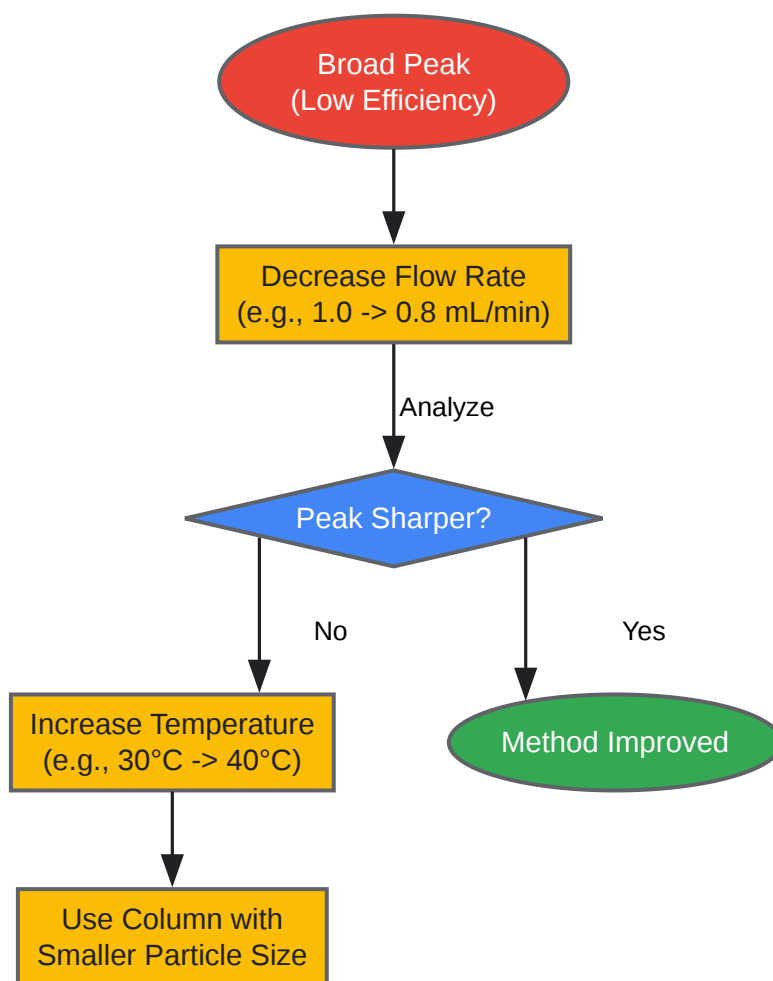 Broad Peak
(Low Efficiency)
Decrease Flow Rate
(e.g., 1.0 -> 0.8 mL/min)
Analyze
Peak Sharper?
No
Yes
Increase Temperature
(e.g., 30°C -> 40°C)
Method Improved
Use Column with
Smaller Particle Size